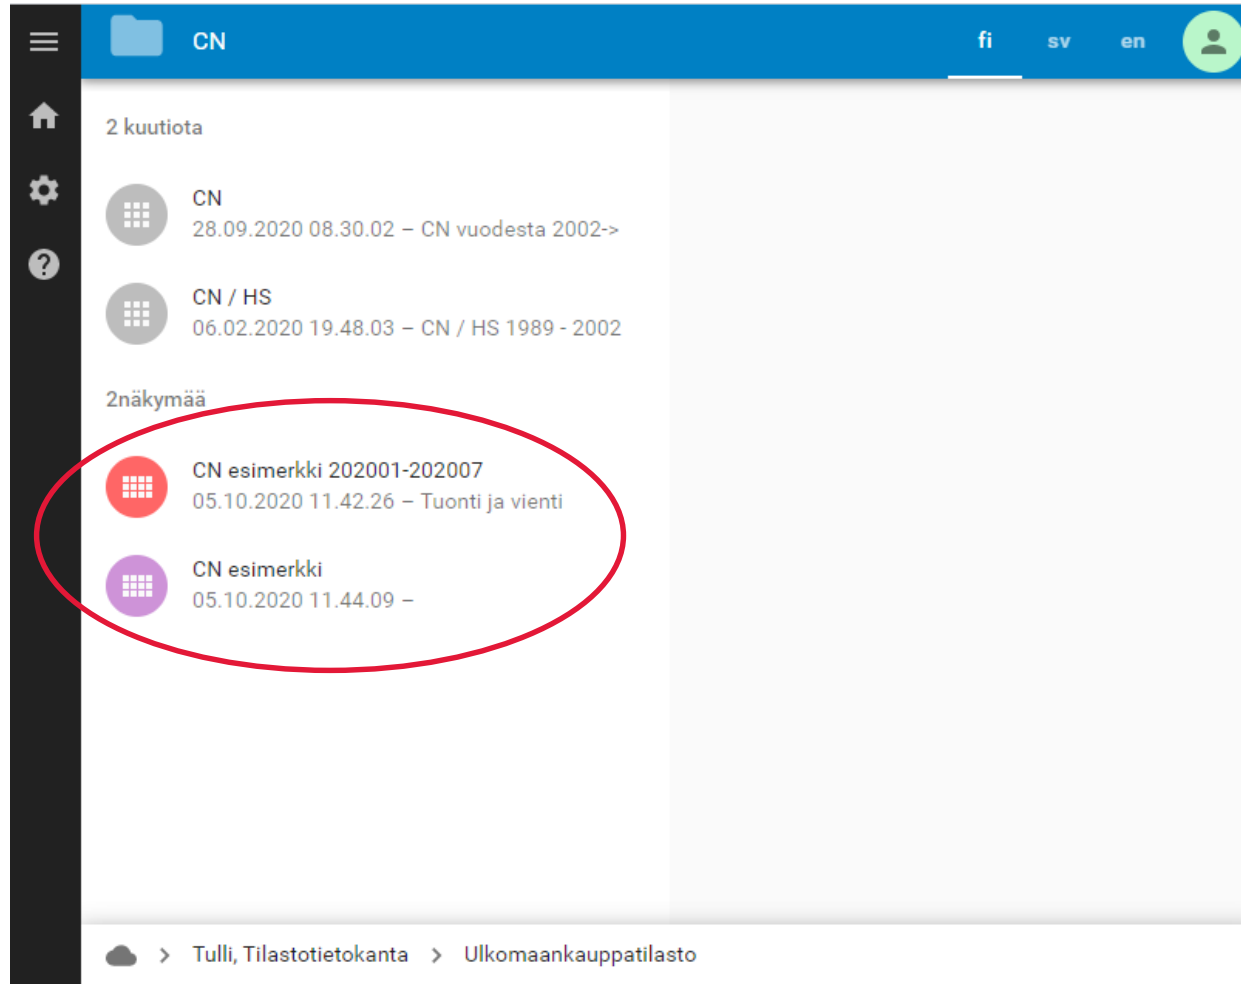 CN
fi sv en
2 kuutiota
CN
28.09.2020 08.30.02 – CN vuodesta 2002->
CN / HS
06.02.2020 19.48.03 – CN / HS 1989 - 2002
2näkymää
CN esimerkki 202001-202007
05.10.2020 11.42.26 – Tuonti ja vienti
CN esimerkki
05.10.2020 11.44.09 –
Tulli, Tilastotietokanta > Ulkomaankauppatilasto